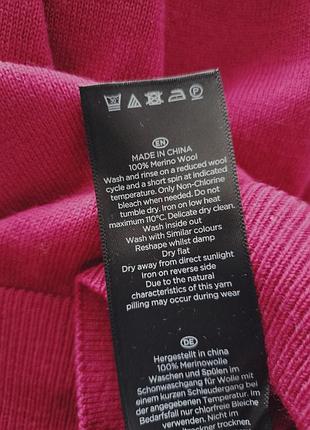 EN
MADE IN CHINA
100% Merino Wool
Wash and rinse on a reduced wool
cycle and a short spin at indicated
temperature. Only Non-Chlorine
bleach when needed. Do not
tumble dry. Iron on low heat
maximum 110°C. Delicate dry clean.
Wash inside out
Wash with Similar colours
Reshape whilst damp
Dry flat
Dry away from direct sunlight
Iron on reverse side
Due to the natural
characteristics of this yarn
pilling may occur during wear
DE
Hergestellt in china
100% Merinowolle
Waschen und Spülen im
Schonwaschgang für Wolle mit
einem kurzen Schleudergang bei
der angegebenen Temperatur. Im
Bedarfsfall nur chlorfreie Bleiche
verwenden. Nicht im
trocknen